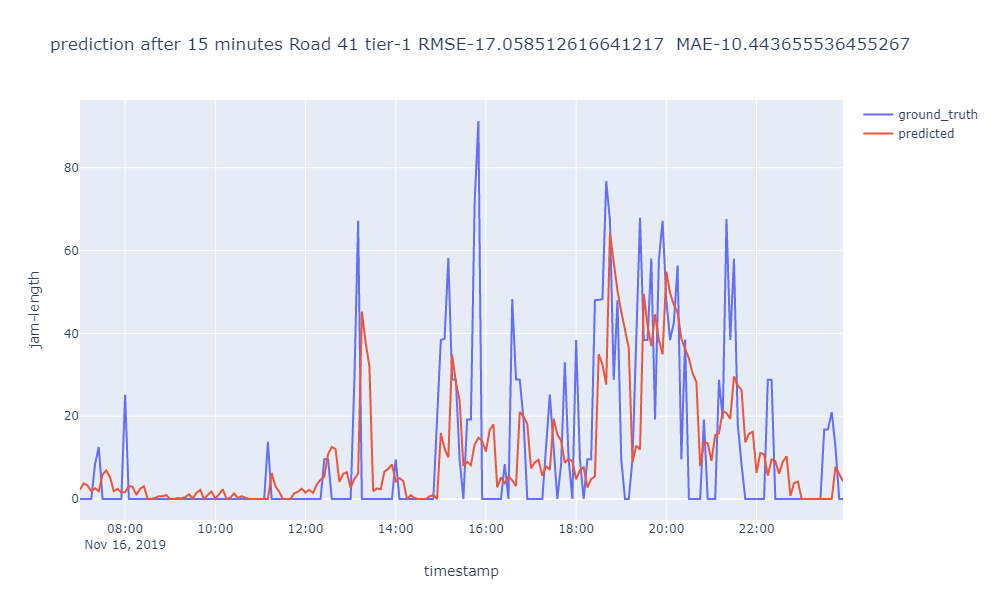 prediction after 15 minutes Road 41 tier-1 RMSE-17.058512616641217  MAE-10.443655536455267
ground_truth
predicted
80
60
40
20
0
jam-length
08:00 10:00 12:00 14:00 16:00 18:00 20:00 22:00
Nov 16, 2019
timestamp